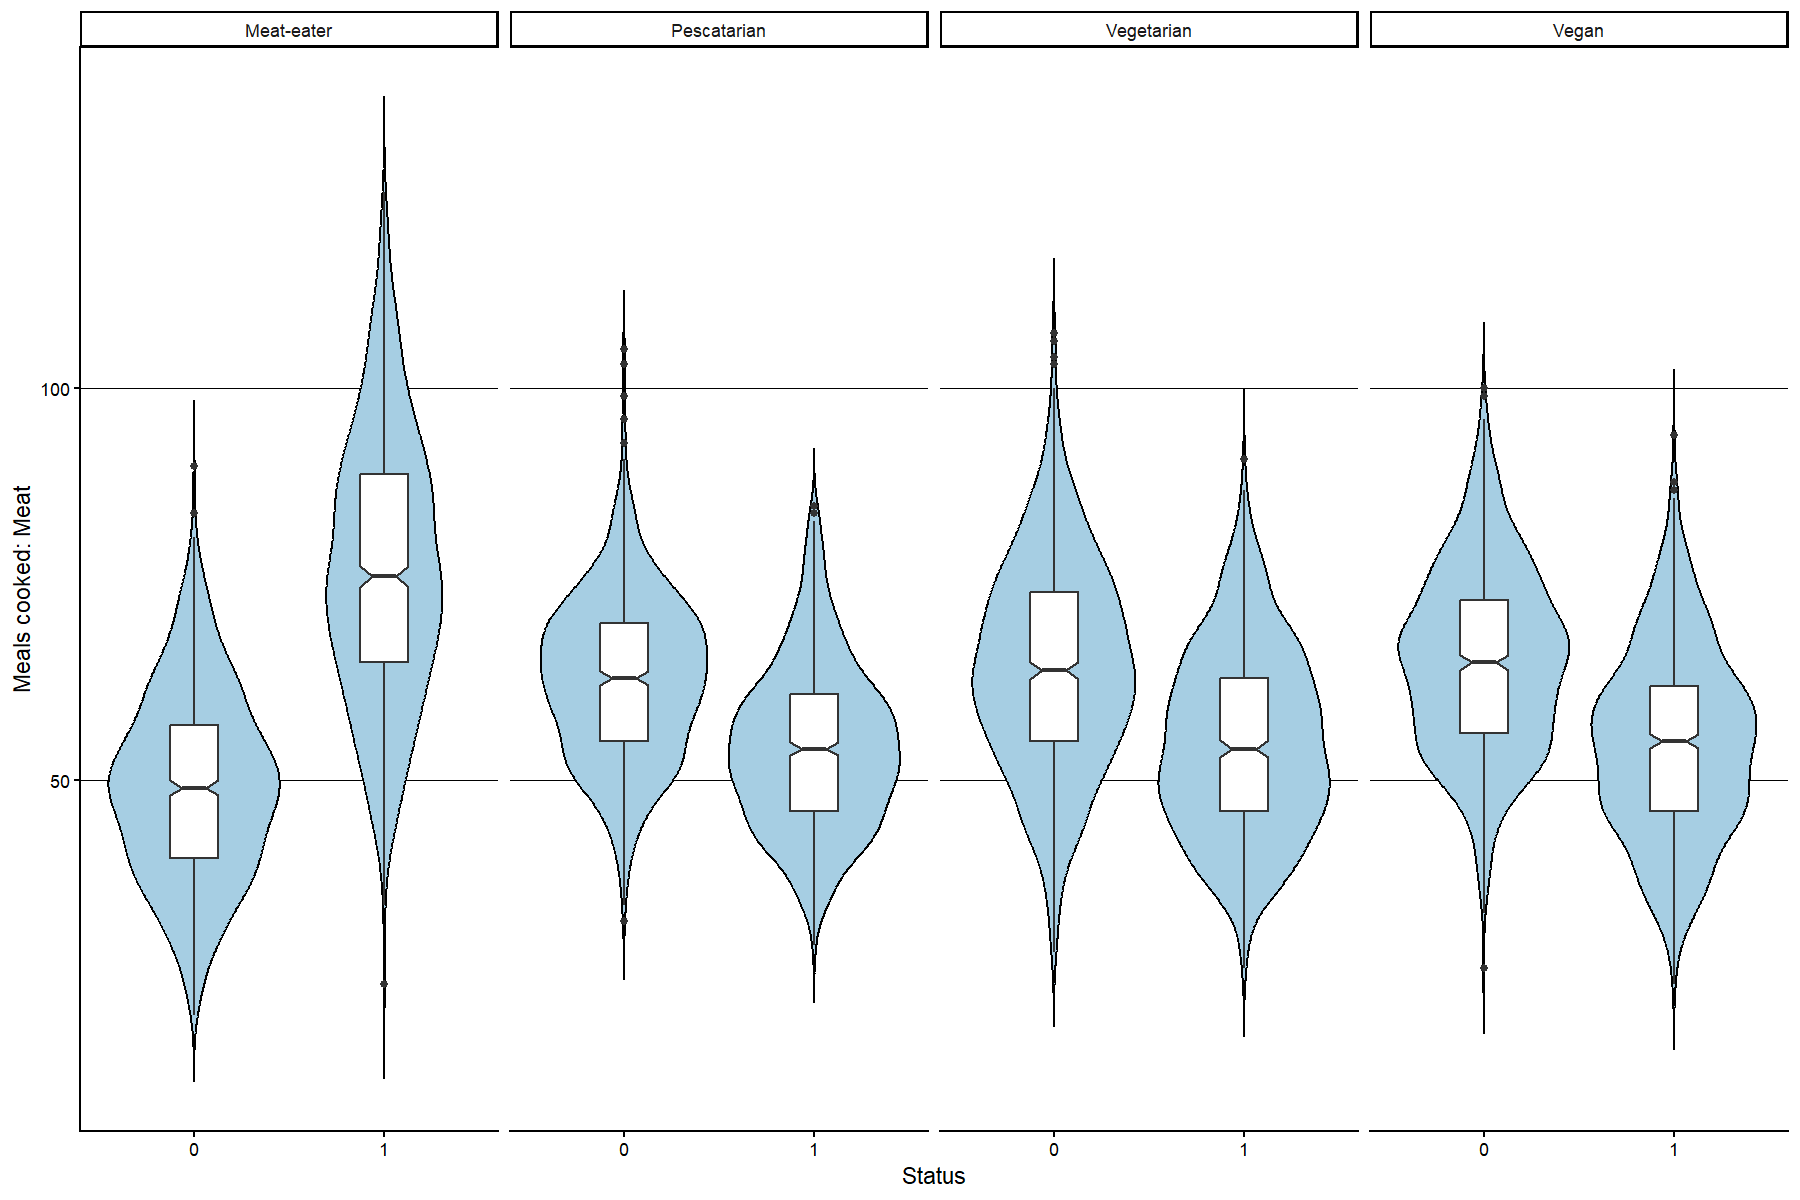 Meat-eater
Pescatarian
Vegetarian
Vegan
Meals cooked: Meat
100
50
0
1
0
1
0
1
0
1
Status